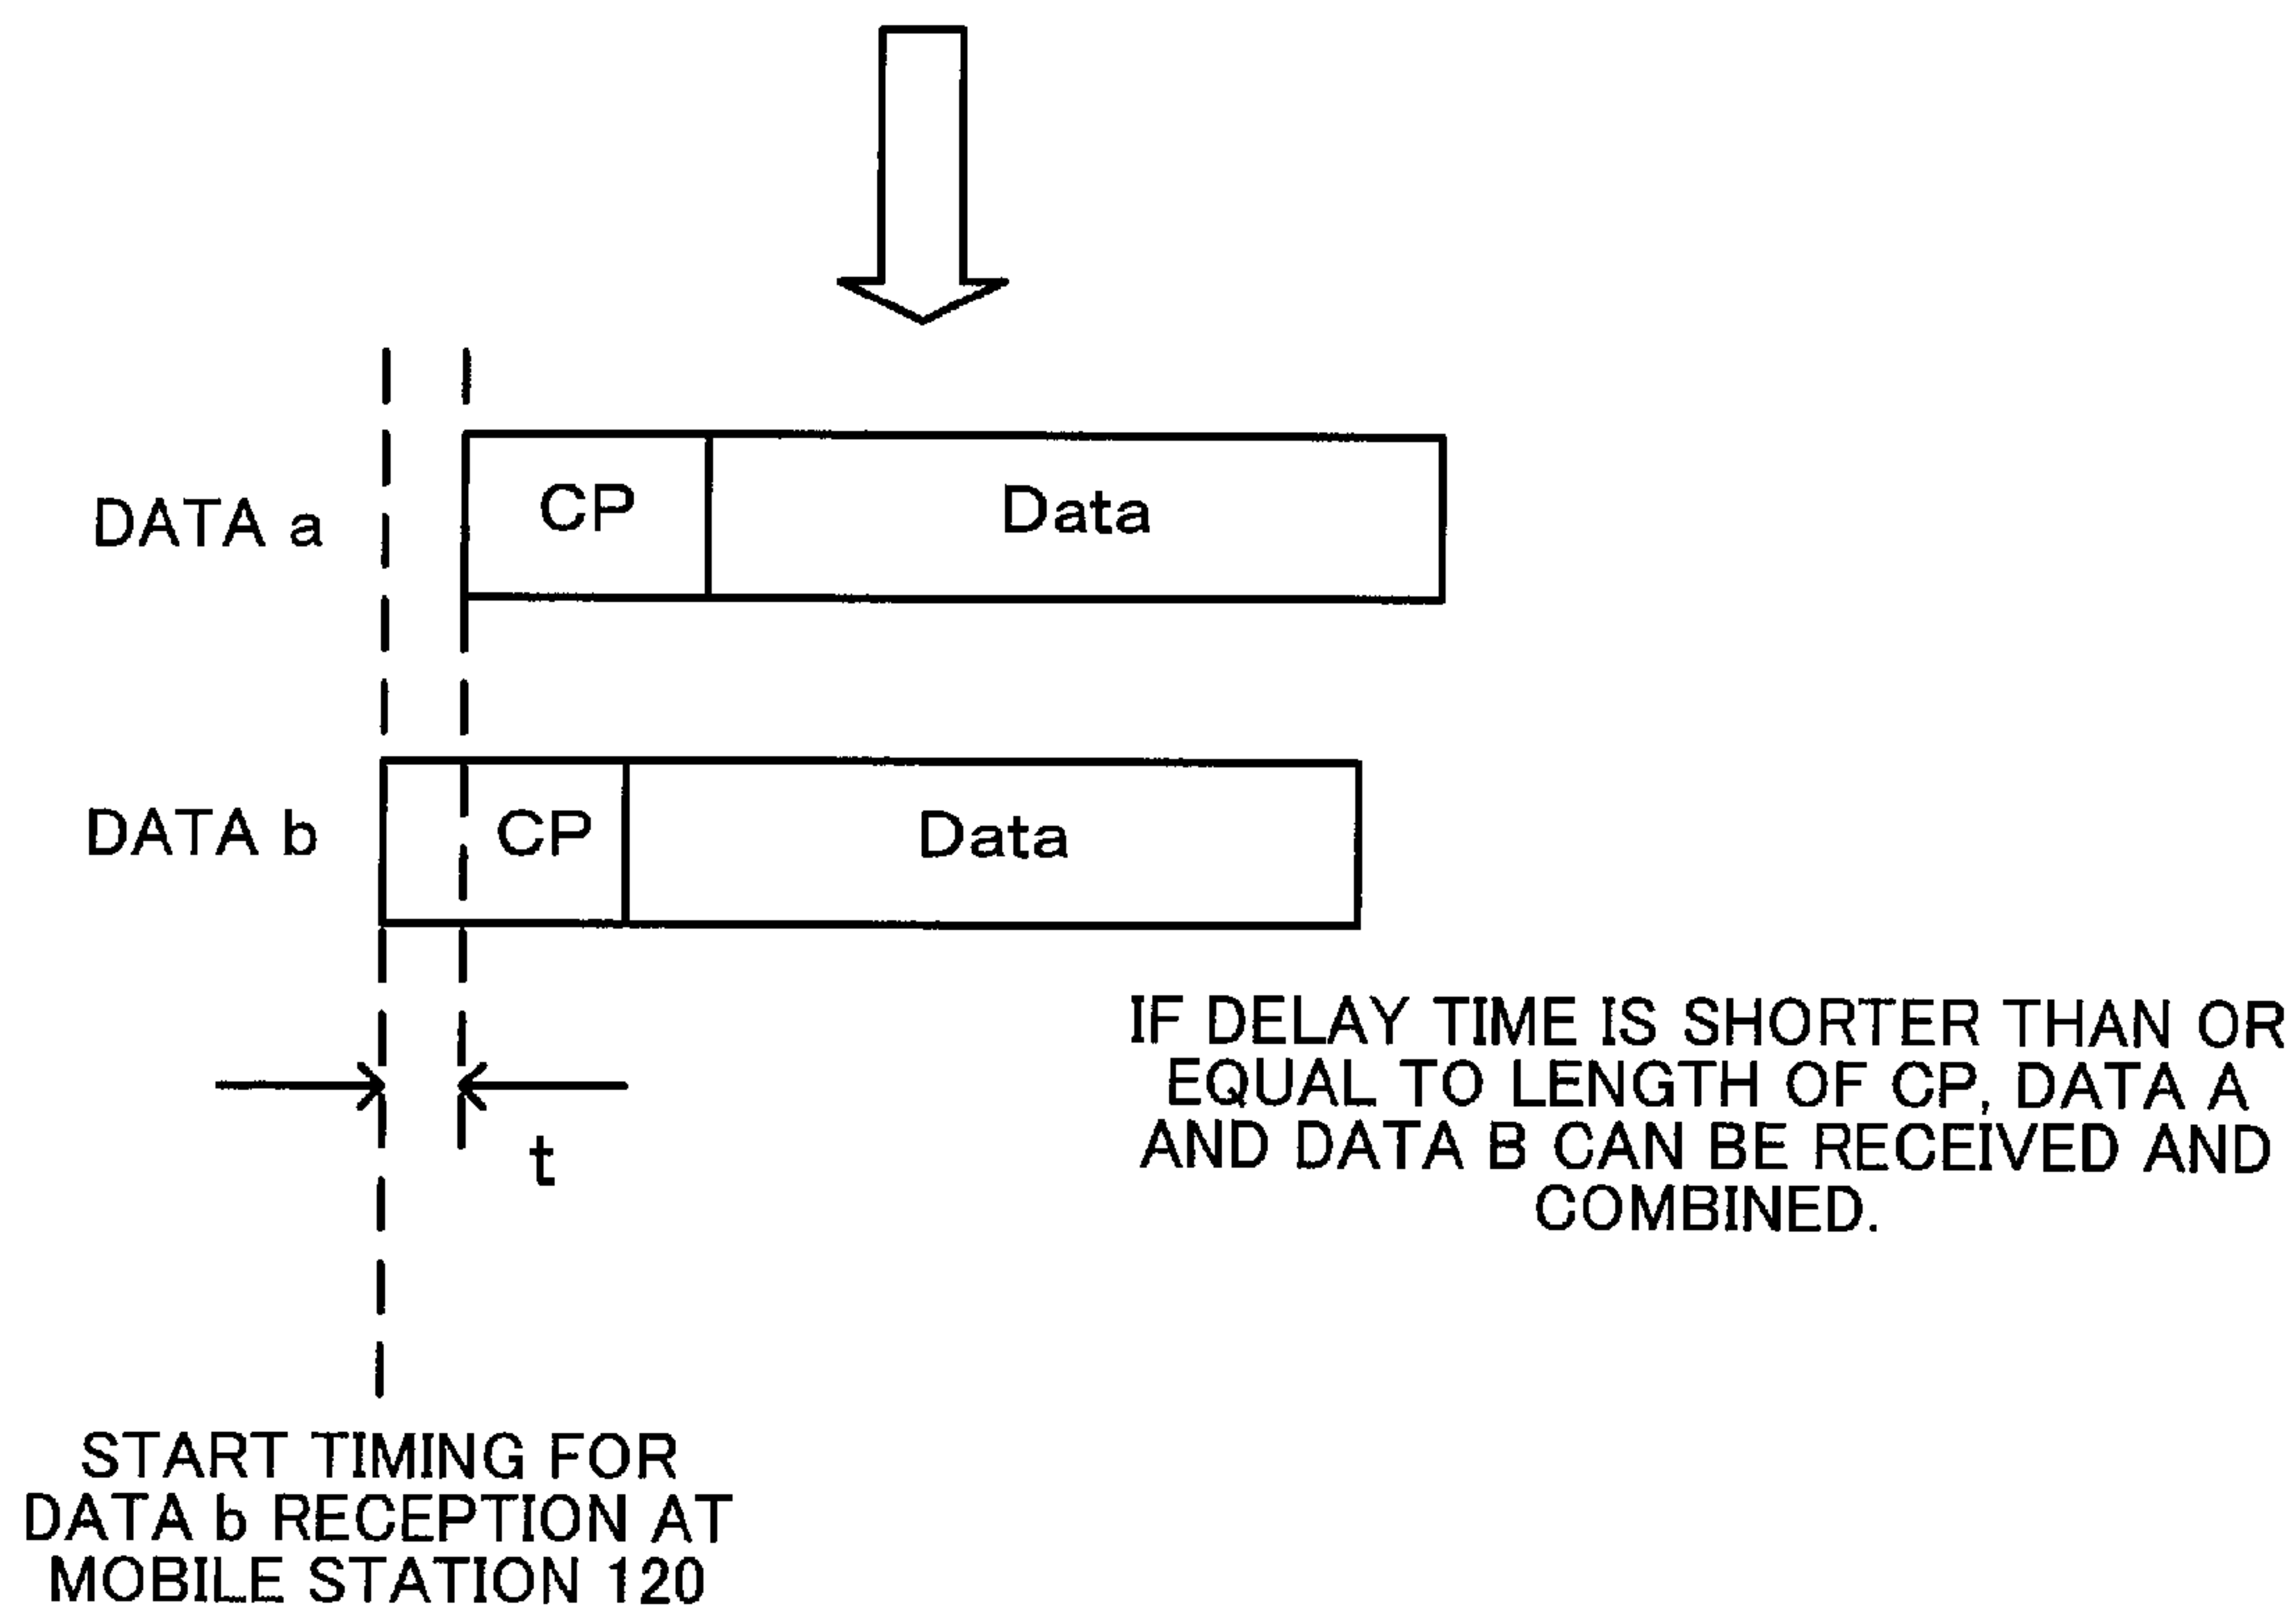 DATA a
CP
Data
DATA b
CP
Data
IF DELAY TIME IS SHORTER THAN OR
EQUAL TO LENGTH OF CP, DATA A
AND DATA B CAN BE RECEIVED AND
COMBINED.
t
START TIMING FOR
DATA b RECEPTION AT
MOBILE STATION 120